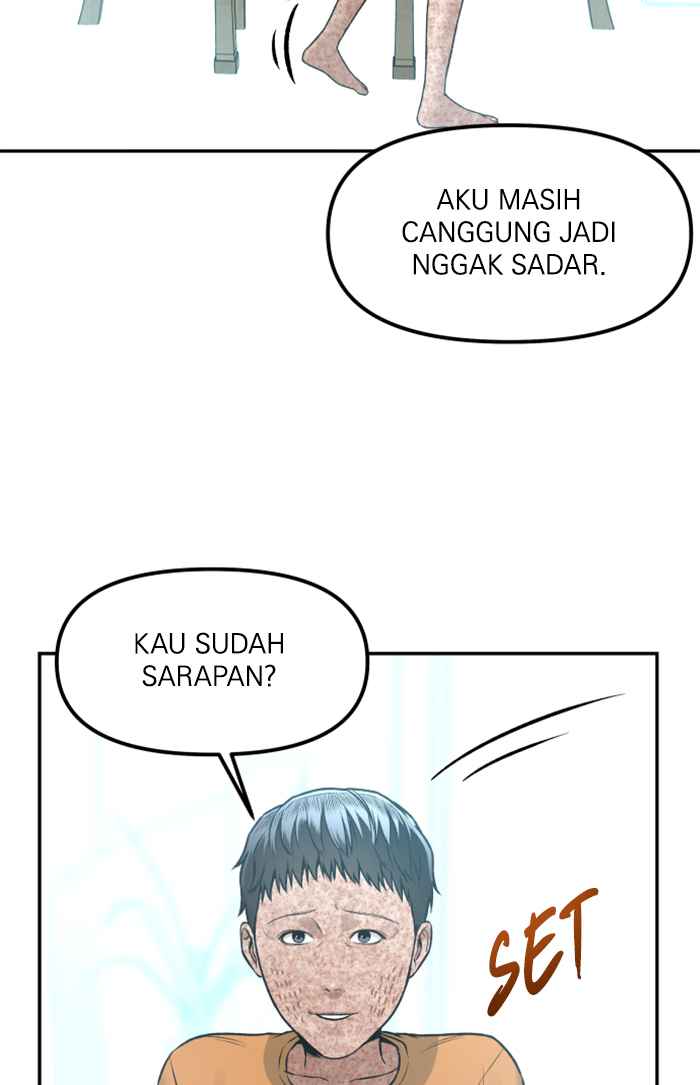 AKU MASIH
CANGGUNG JADI
NGGAK SADAR.
KAU SUDAH
SARAPAN?
SET